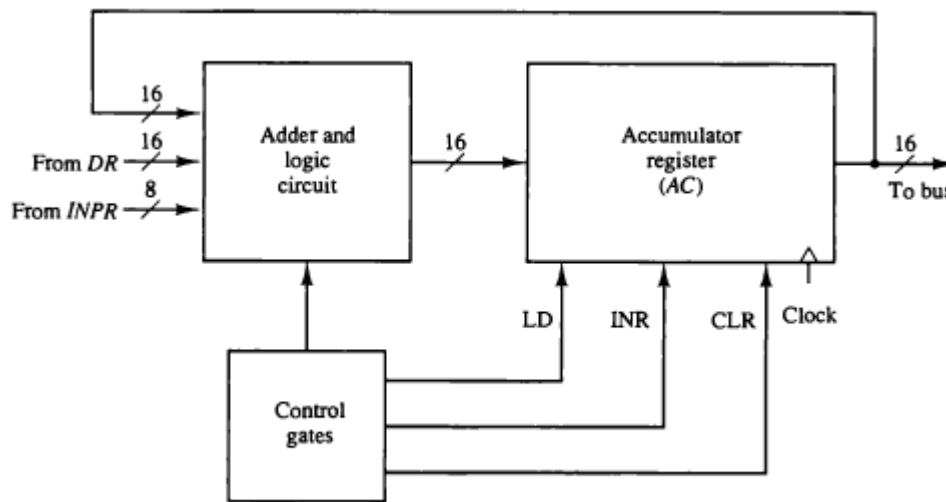 16
16
8
From DR
From INPR
Adder and
logic
circuit
16
Accumulator
register
(AC)
16
To bus
LD
INR
CLR
Clock
Control
gates